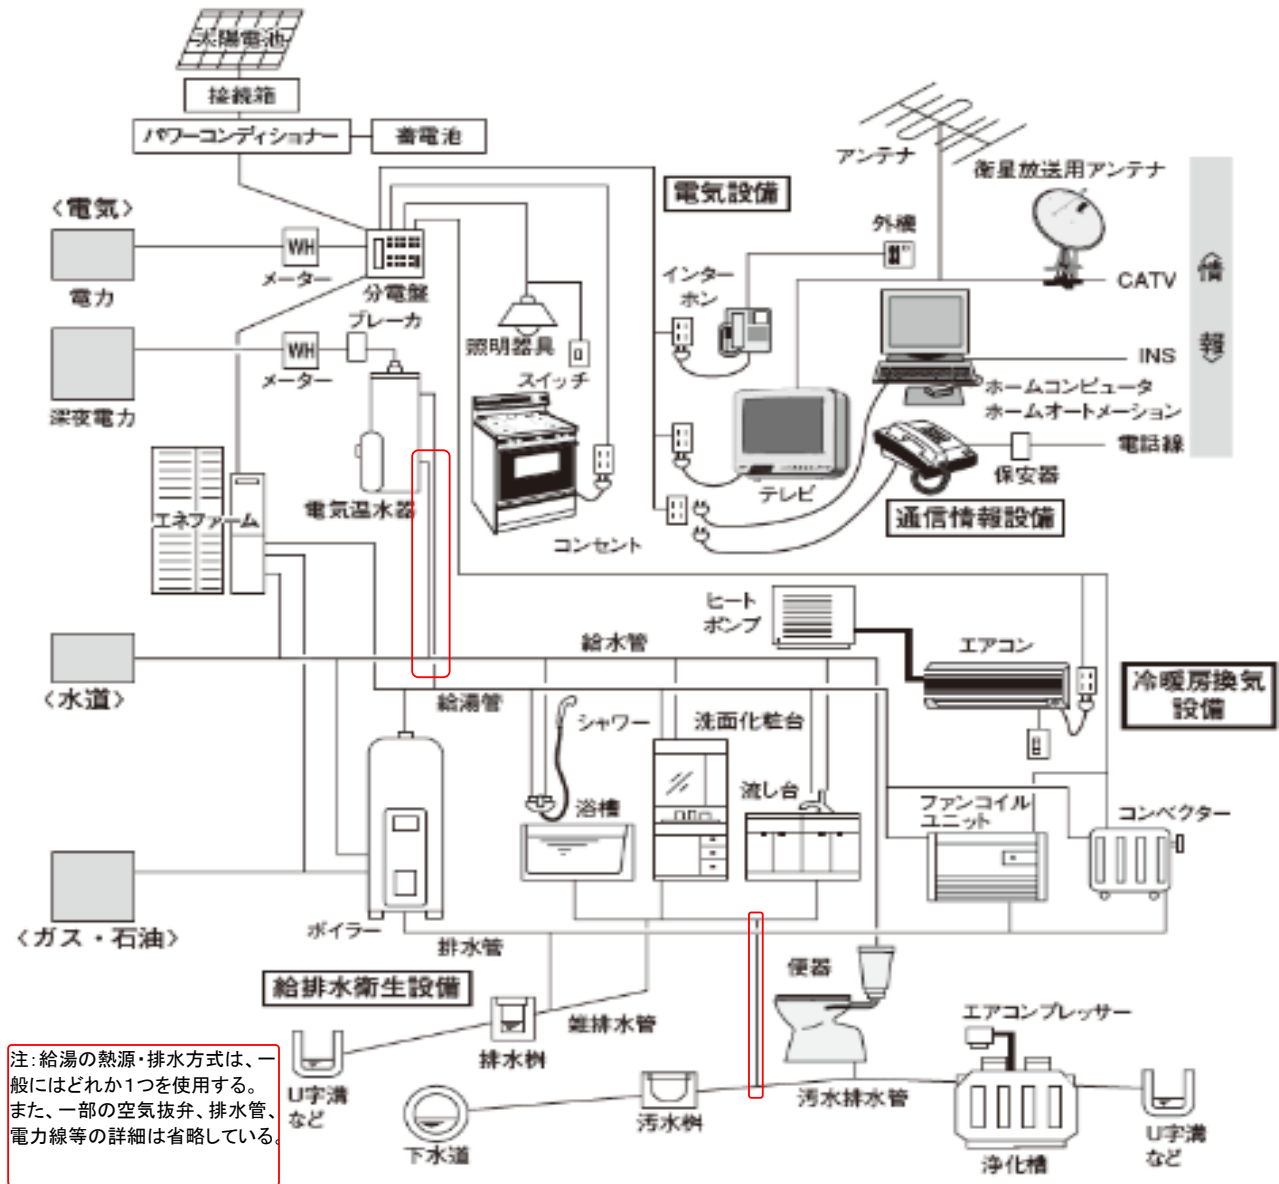 太陽電池
接続箱
パワーコンディショナー
蓄電池
アンテナ
衛星放送用アンテナ
電気設備
〈電気〉
外機
〈情報〉
WH
メーター
分電盤
電力
インター
ホン
CATV
ブレーカ
照明器具
WH
メーター
スイッチ
INS
ホームコンピュータ
ホームオートメーション
深夜電力
電話線
保安器
テレビ
電気温水器
エネファーム
通信情報設備
コンセント
ヒート
ポンプ
給水管
エアコン
〈水道〉
冷暖房換気
設備
給湯管
シャワー
洗面化粧台
流し台
浴槽
ファンコイル
ユニット
コンベクター
〈ガス・石油〉
ボイラー
排水管
便器
給排水衛生設備
雑排水管
エアコンプレッサー
排水桝
注:給湯の熱源・排水方式は、一
般にはどれか1つを使用する。
また、一部の空気抜弁、排水管、
電力線等の詳細は省略している。
U字溝
など
汚水桝
汚水排水管
下水道
浄化槽
U字溝
など